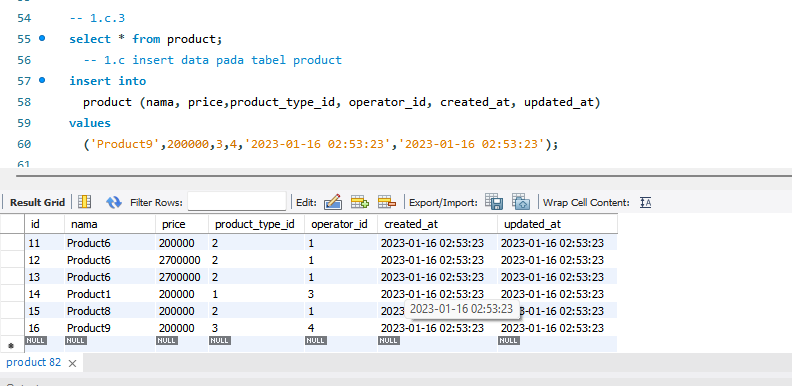 54 -- 1.c.3
55 select * from product;
56 -- 1.c insert data pada tabel product
57 insert into
58 product (nama, price,product_type_id, operator_id, created_at, updated_at)
59 values
60 ('Product9',200000,3,4,'2023-01-16 02:53:23','2023-01-16 02:53:23');
61
Result Grid Filter Rows: Edit: Export/Import: Wrap Cell Content:
id nama price product_type_id operator_id created_at updated_at
11 Product6 200000 2 1 2023-01-16 02:53:23 2023-01-16 02:53:23
12 Product6 2700000 2 1 2023-01-16 02:53:23 2023-01-16 02:53:23
13 Product6 2700000 2 1 2023-01-16 02:53:23 2023-01-16 02:53:23
14 Product1 200000 1 3 2023-01-16 02:53:23 2023-01-16 02:53:23
15 Product8 200000 2 1 2023-01-16 02:53:23 2023-01-16 02:53:23
16 Product9 200000 3 4 2023-01-16 02:53:23 2023-01-16 02:53:23
NULL NULL NULL NULL NULL NULL NULL
product 82